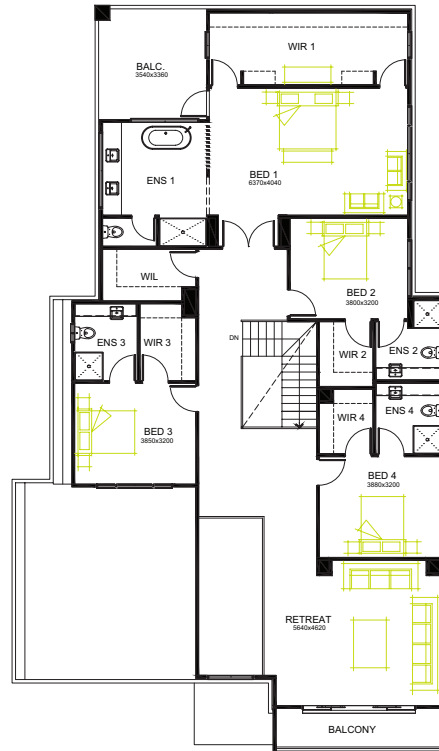 WIR 1
BALC.
3540x3360
BED 1
6370x4040
ENS 1
WIL
BED 2
3800x3200
DN
ENS 3
WIR 3
WIR 2
ENS 2
BED 3
3850x3200
WIR 4
ENS 4
BED 4
3880x3200
RETREAT
5640x4620
BALCONY